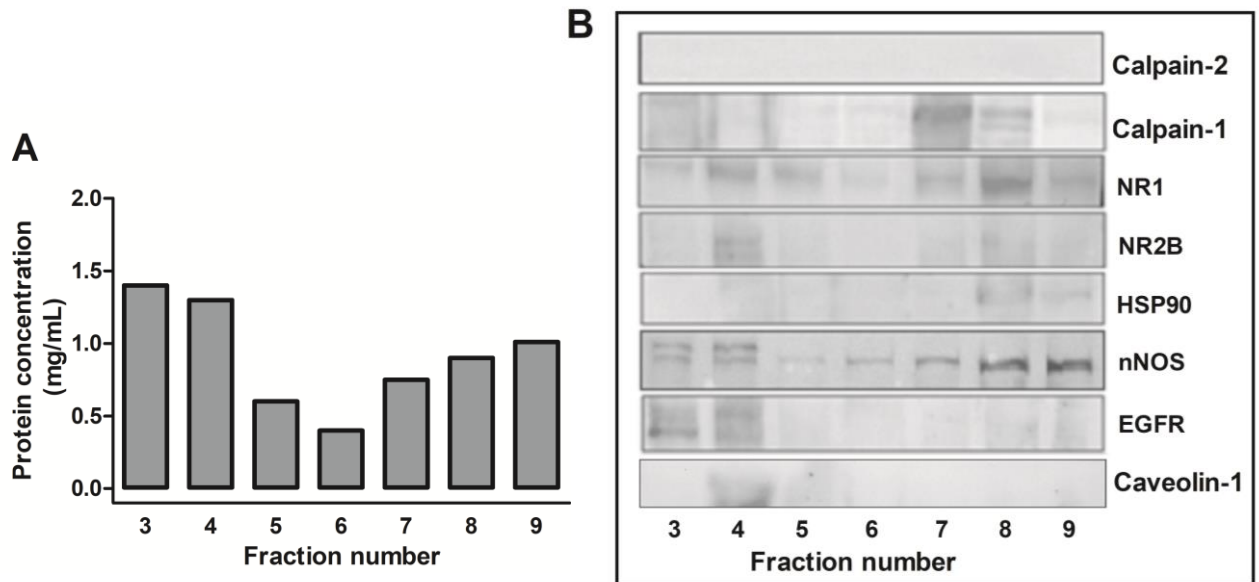 A
Protein concentration
(mg/mL)
2.0
1.5
1.0
0.5
0.0
3 4 5 6 7 8 9
Fraction number
B
Calpain-2
Calpain-1
NR1
NR2B
HSP90
nNOS
EGFR
Caveolin-1
3 4 5 6 7 8 9
Fraction number